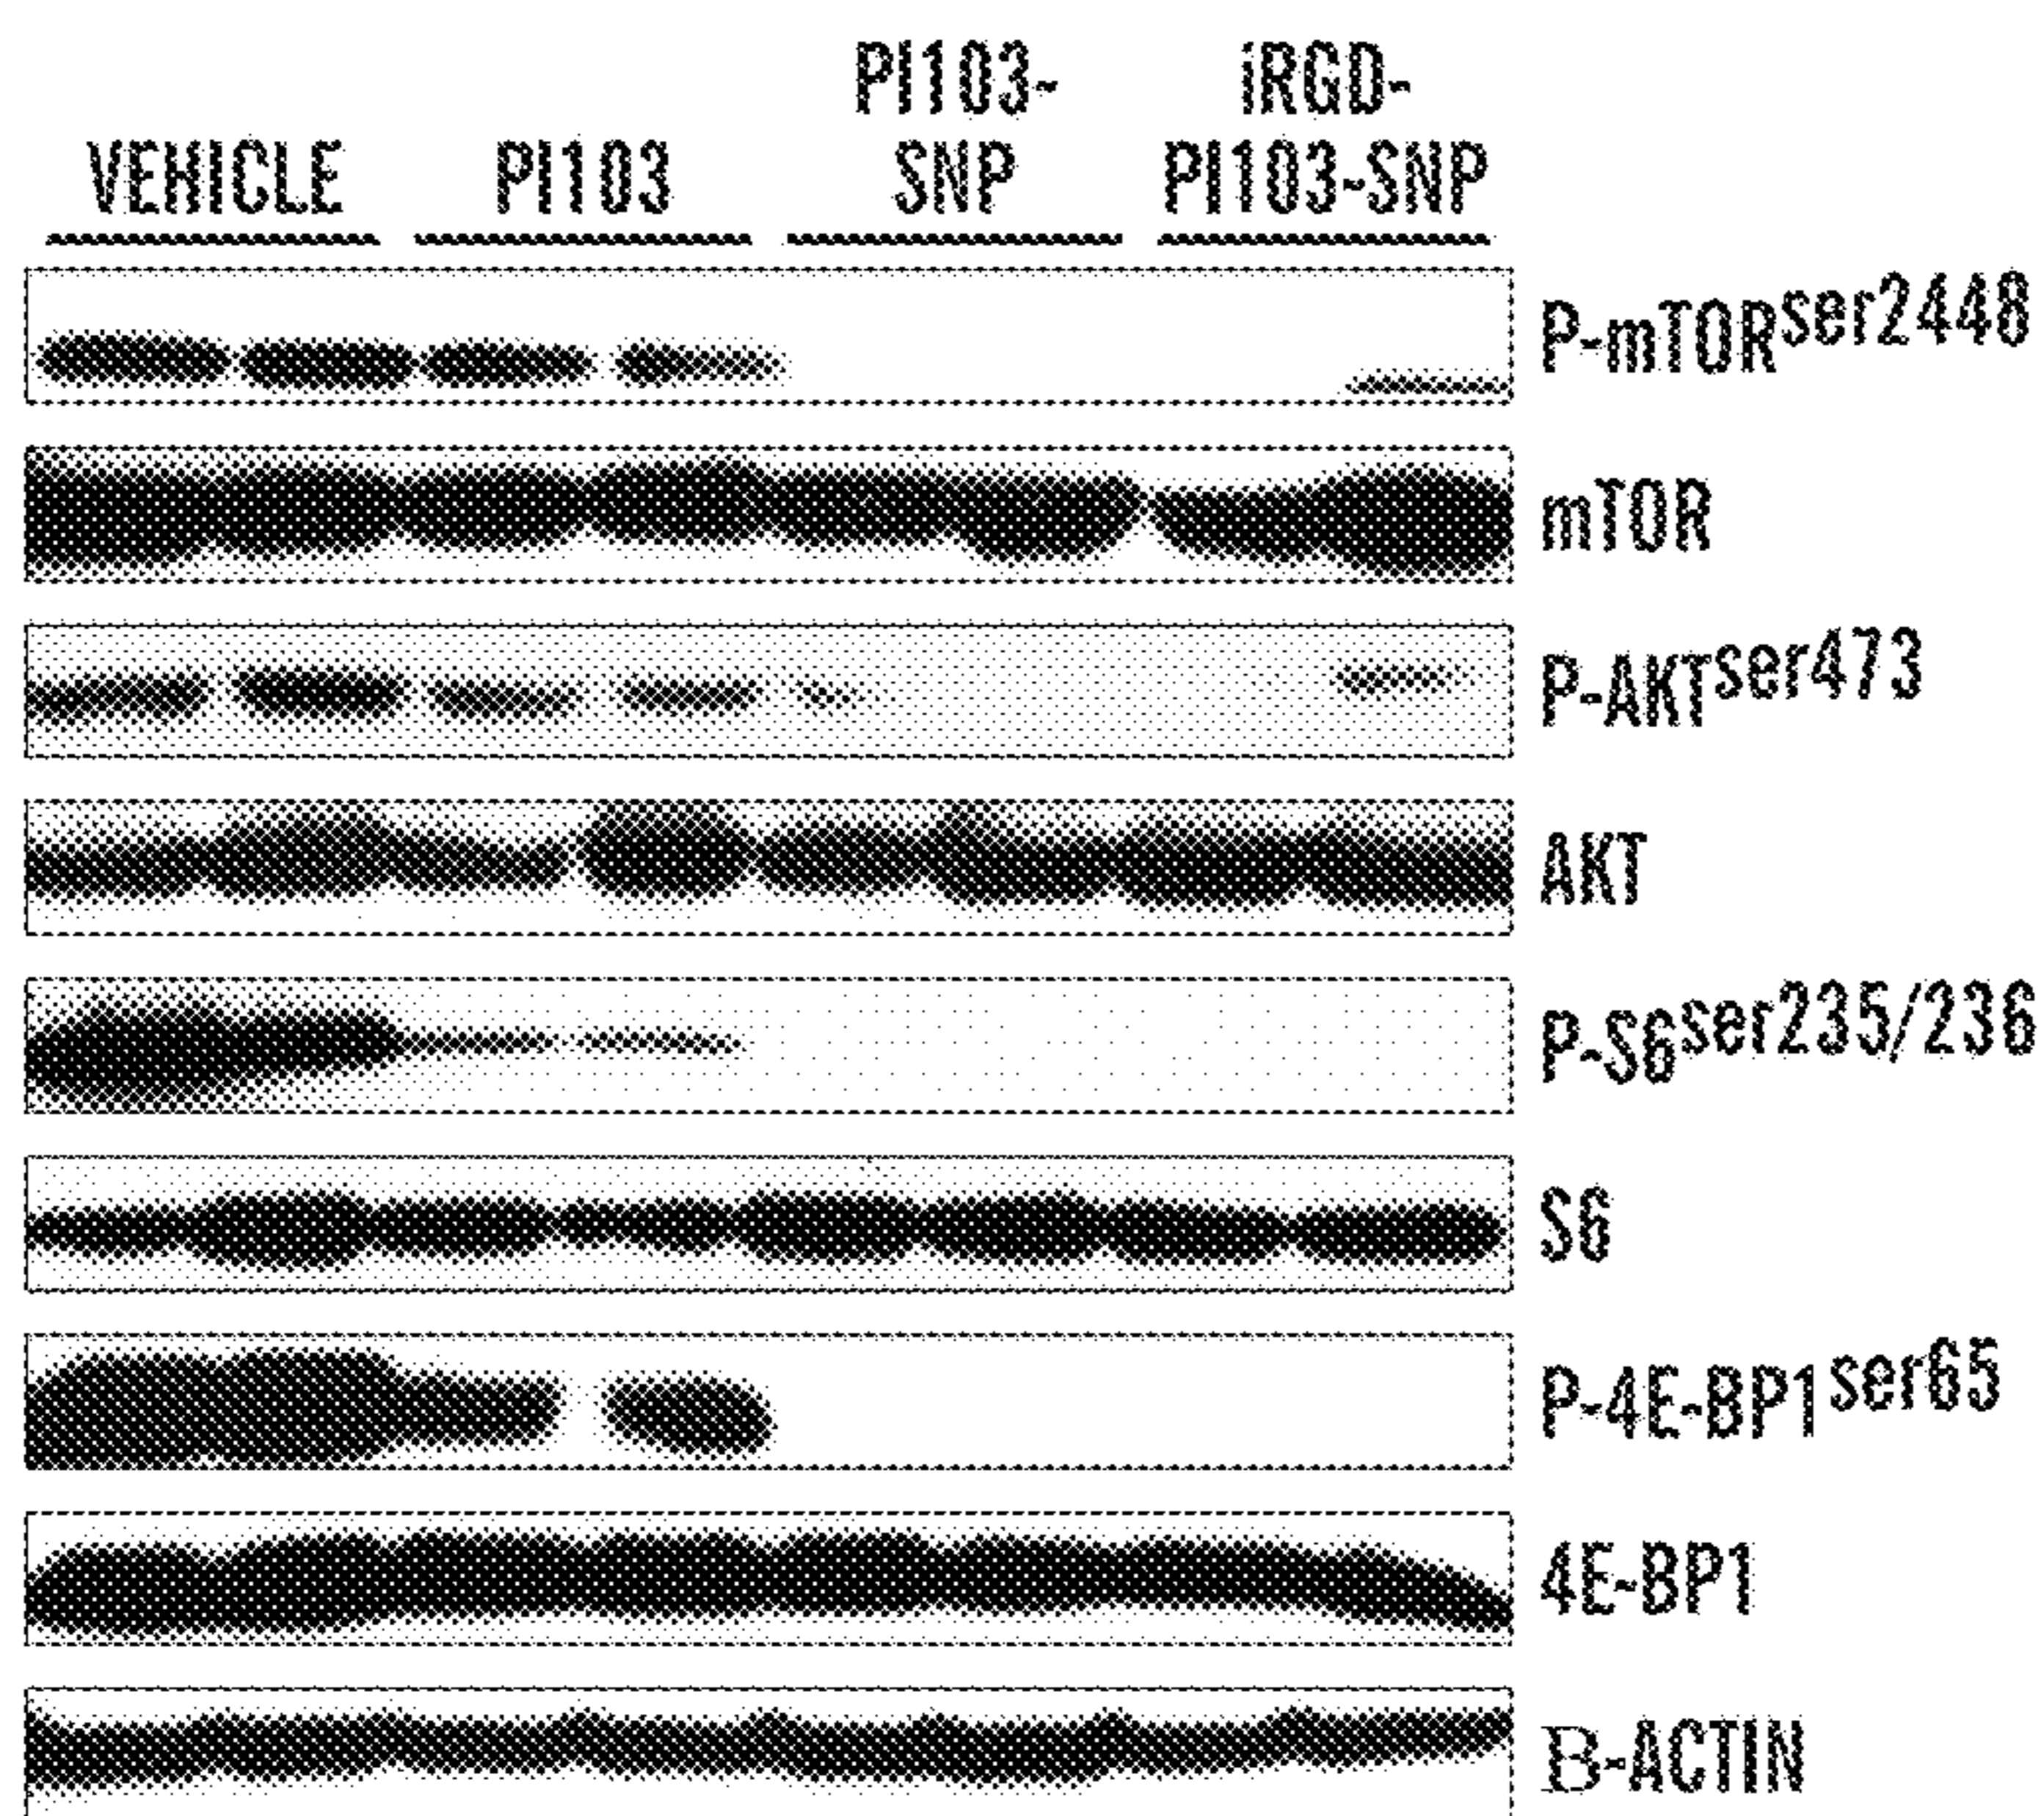 VEHICLE
PI103
PI103-
SNP
iRGD-
PI103-SNP
P-mTORser2448
mTOR
P-AKTser473
AKT
P-S6ser235/236
S6
P-4E-BP1ser65
4E-BP1
B-ACTIN